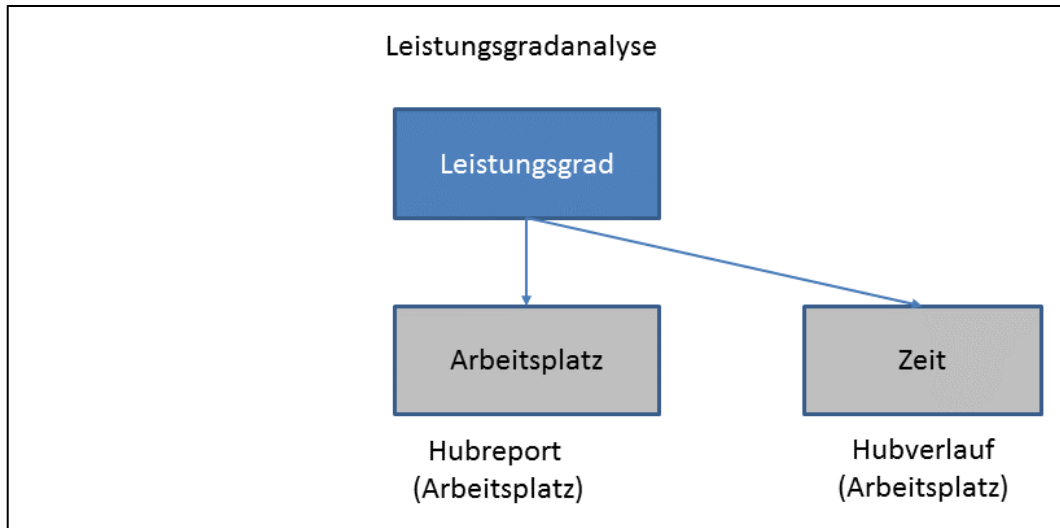 Leistungsgradanalyse
Leistungsgrad
Arbeitsplatz
Zeit
Hubreport
(Arbeitsplatz)
Hubverlauf
(Arbeitsplatz)